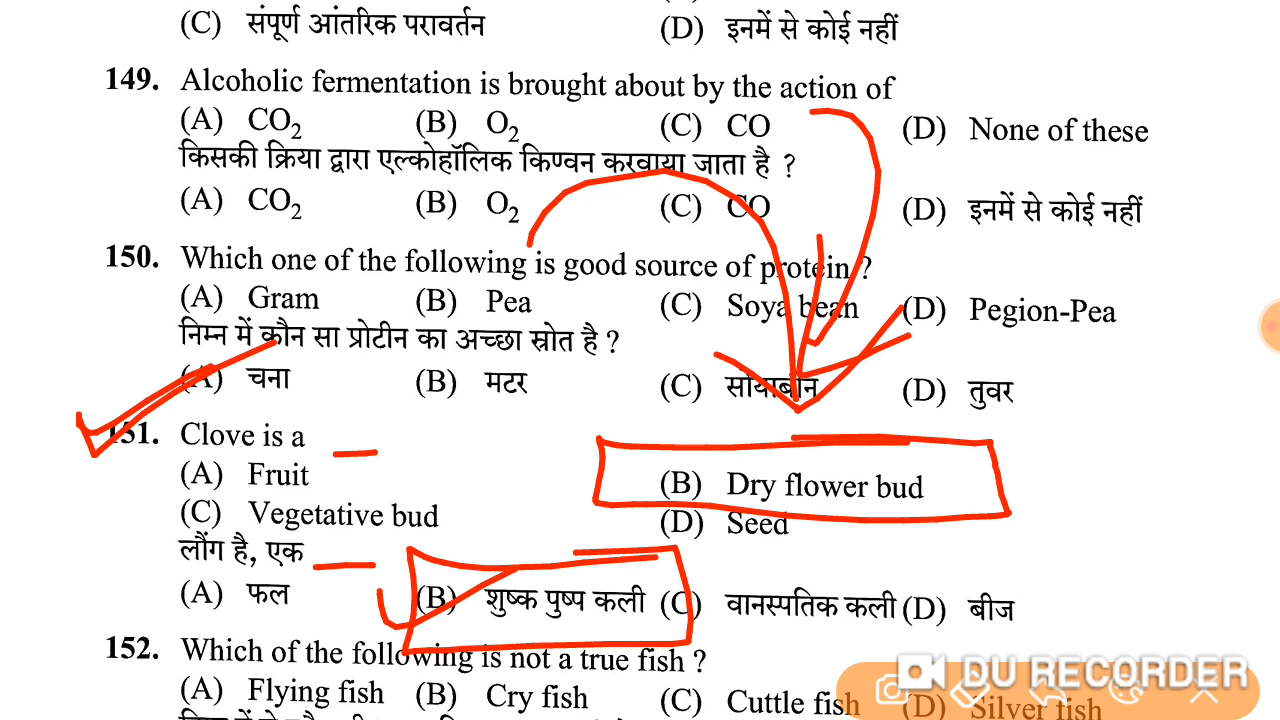 (C) संपूर्ण आंतरिक परावर्तन (D) इनमें से कोई नहीं
149. Alcoholic fermentation is brought about by the action of
(A) CO₂ (B) O₂ (C) CO (D) None of these
किसकी क्रिया द्वारा एल्कोहॉलिक किण्वन करवाया जाता है ?
(A) CO₂ (B) O₂ (C) CO (D) इनमें से कोई नहीं
150. Which one of the following is good source of protein ?
(A) Gram (B) Pea (C) Soya bean (D) Pegion-Pea
निम्न में कौन सा प्रोटीन का अच्छा स्रोत है ?
(A) चना (B) मटर (C) सोयाबीन (D) तुवर
151. Clove is a
(A) Fruit (B) Dry flower bud
(C) Vegetative bud (D) Seed
लौंग है, एक
(A) फल (B) शुष्क पुष्प कली (C) वानस्पतिक कली (D) बीज
152. Which of the following is not a true fish ?
(A) Flying fish (B) Cry fish (C) Cuttle fish (D) Silver fish
DU RECORDER